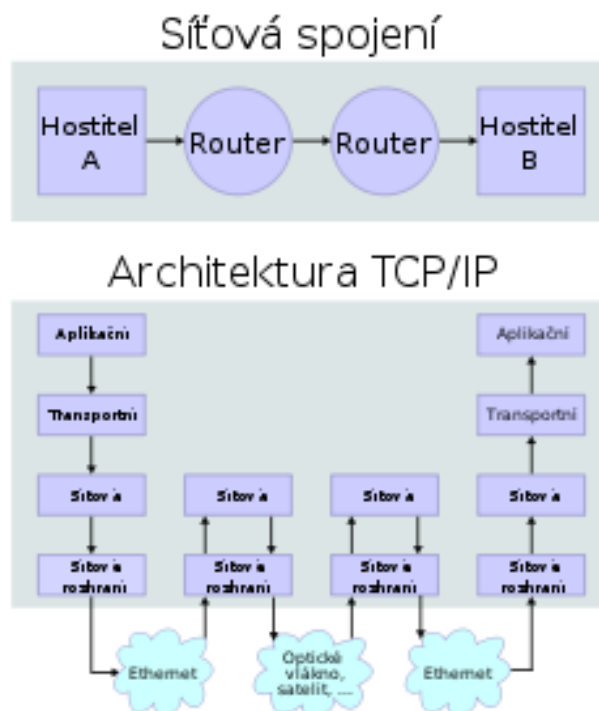 Síťová spojení
Hostitel
A
Router
Router
Hostitel
B
Architektura TCP/IP
Aplikační
Aplikační
Transportní
Transportní
Síťová
Síťová
Síťová
Síťová
Síťová
rozhraní
Síťová
rozhraní
Síťová
rozhraní
Síťová
rozhraní
Ethernet
Optické
vlákno,
satelit, ...
Ethernet